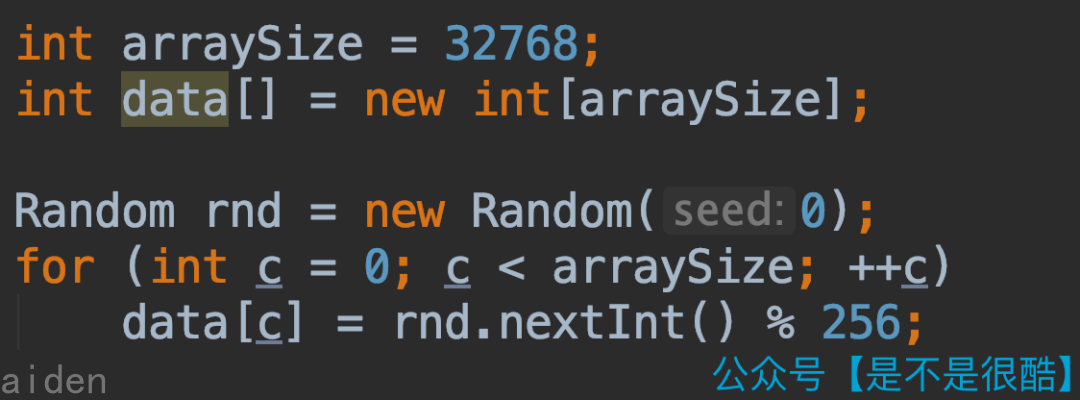 int arraySize = 32768;
int data[] = new int[arraySize];
Random rnd = new Random( seed: 0);
for (int c = 0; c < arraySize; ++c)
data[c] = rnd.nextInt() % 256;
aiden
公众号【是不是很酷】